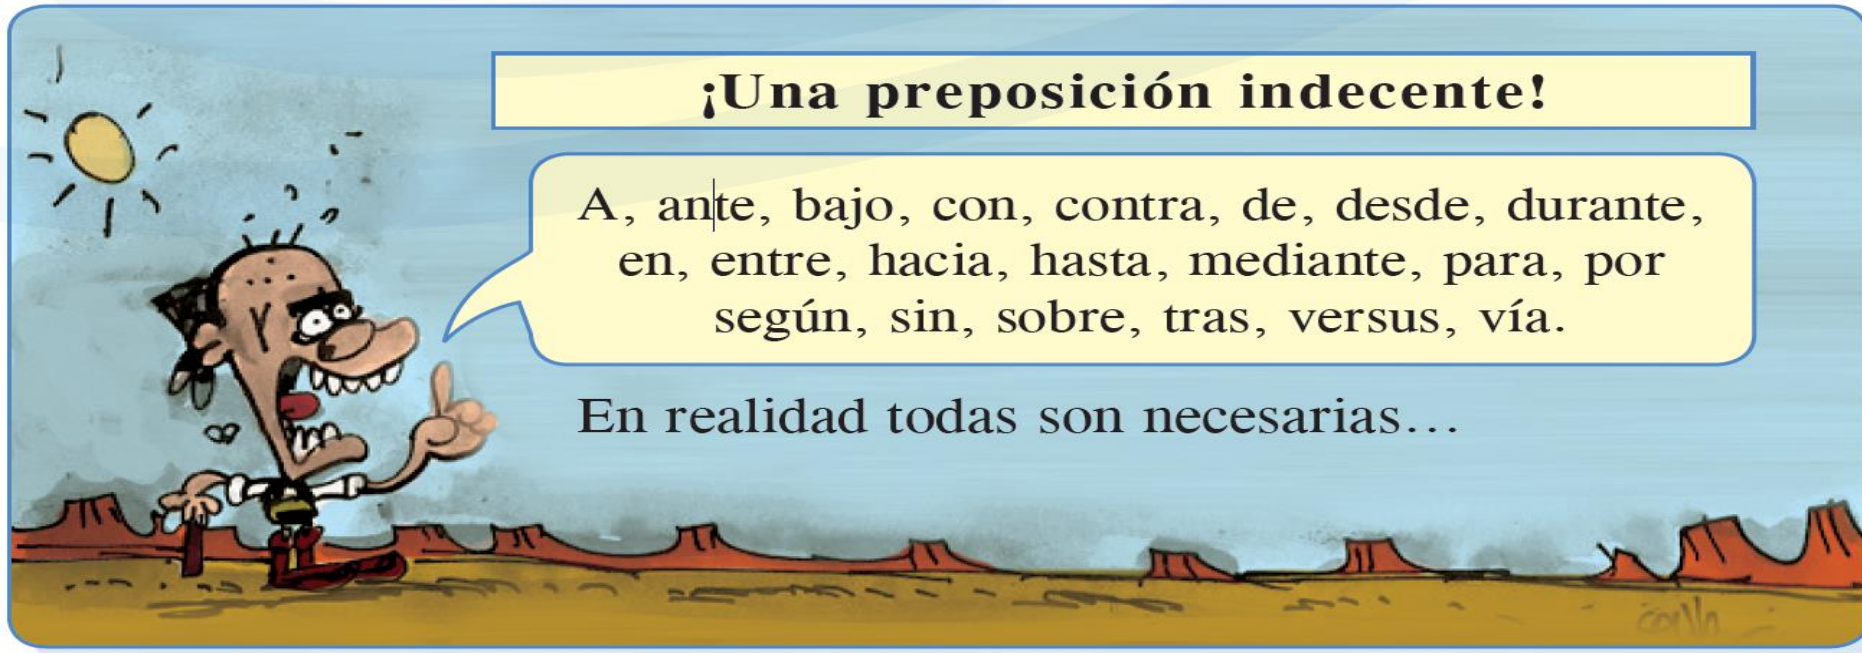 ¡Una preposición indecente!
A, ante, bajo, con, contra, de, desde, durante,
en, entre, hacia, hasta, mediante, para, por
según, sin, sobre, tras, versus, vía.
En realidad todas son necesarias…